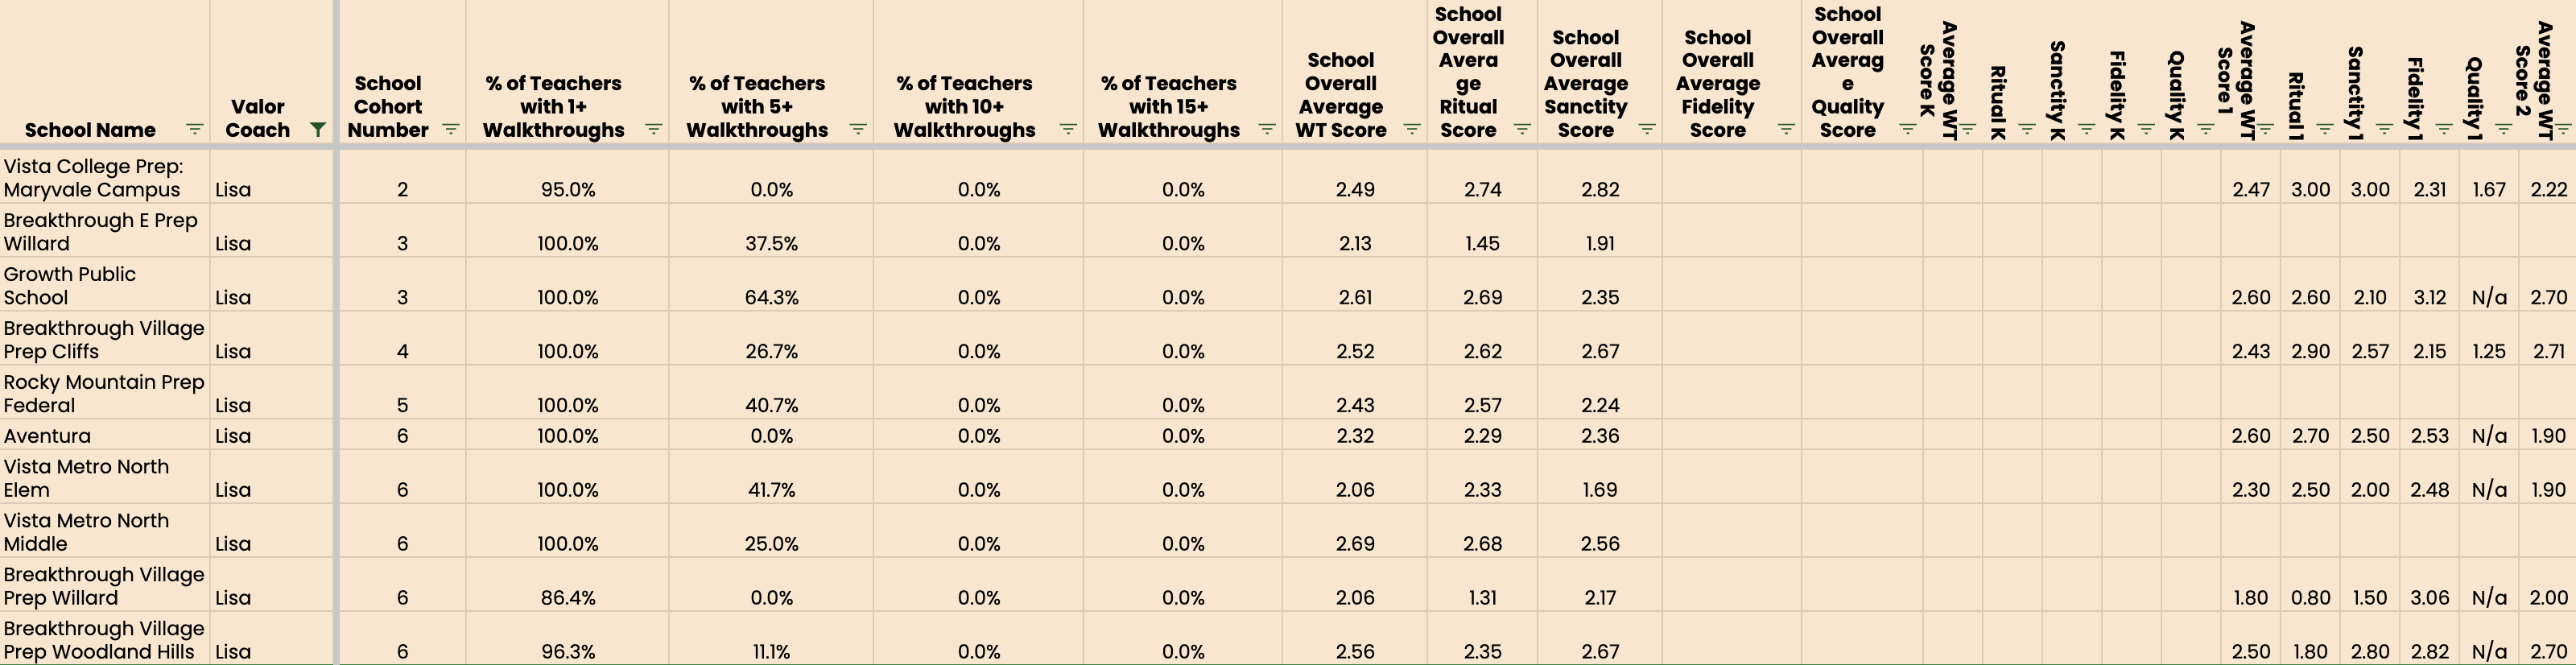 School Name	Valor Coach	School Cohort Number	% of Teachers with 1+ Walkthroughs	% of Teachers with 5+ Walkthroughs	% of Teachers with 10+ Walkthroughs	% of Teachers with 15+ Walkthroughs	School Overall Average WT Score	School Overall Avera ge Ritual Score	School Overall Average Sanctity Score	School Overall Average Fidelity Score	School Overall Averag e Quality Score	Average WT Score K	Ritual K	Sanctity K	Fidelity K	Quality K	Average WT Score 1	Ritual 1	Sanctity 1	Fidelity 1	Quality 1	Average WT Score 2
Vista College Prep: Maryvale Campus	Lisa	2	95.0%	0.0%	0.0%	0.0%	2.49	2.74	2.82	2.47	3.00	3.00	2.31	1.67	2.22
Breakthrough E Prep Willard	Lisa	3	100.0%	37.5%	0.0%	0.0%	2.13	1.45	1.91
Growth Public School	Lisa	3	100.0%	64.3%	0.0%	0.0%	2.61	2.69	2.35	2.60	2.60	2.10	3.12	N/a	2.70
Breakthrough Village Prep Cliffs	Lisa	4	100.0%	26.7%	0.0%	0.0%	2.52	2.62	2.67	2.43	2.90	2.57	2.15	1.25	2.71
Rocky Mountain Prep Federal	Lisa	5	100.0%	40.7%	0.0%	0.0%	2.43	2.57	2.24
Aventura	Lisa	6	100.0%	0.0%	0.0%	0.0%	2.32	2.29	2.36	2.60	2.70	2.50	2.53	N/a	1.90
Vista Metro North Elem	Lisa	6	100.0%	41.7%	0.0%	0.0%	2.06	2.33	1.69	2.30	2.50	2.00	2.48	N/a	1.90
Vista Metro North Middle	Lisa	6	100.0%	25.0%	0.0%	0.0%	2.69	2.68	2.56
Breakthrough Village Prep Willard	Lisa	6	86.4%	0.0%	0.0%	0.0%	2.06	1.31	2.17	1.80	0.80	1.50	3.06	N/a	2.00
Breakthrough Village Prep Woodland Hills	Lisa	6	96.3%	11.1%	0.0%	0.0%	2.56	2.35	2.67	2.50	1.80	2.80	2.82	N/a	2.70